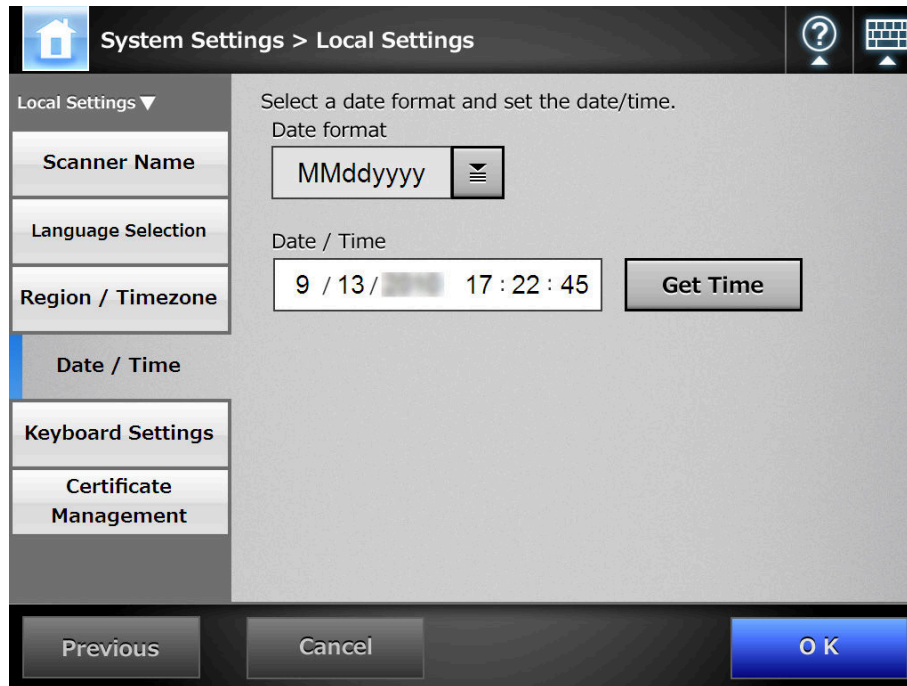 System Settings > Local Settings
Local Settings ▼
Scanner Name
Language Selection
Region / Timezone
Date / Time
Keyboard Settings
Certificate
Management
Select a date format and set the date/time.
Date format
MMddyyyy
Date / Time
9 / 13 / 17 : 22 : 45
Get Time
Previous
Cancel
OK